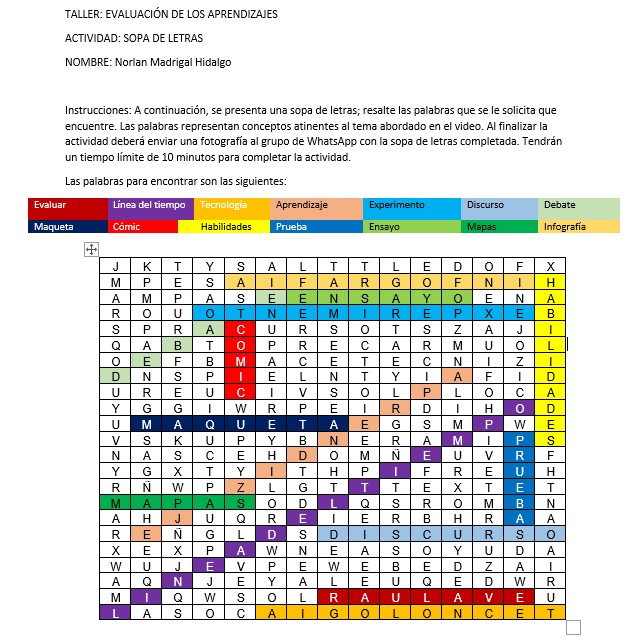 TALLER: EVALUACIÓN DE LOS APRENDIZAJES
ACTIVIDAD: SOPA DE LETRAS
NOMBRE: Norlan Madrigal Hidalgo
Instrucciones: A continuación, se presenta una sopa de letras; resalte las palabras que se le solicita que
encuentre. Las palabras representan conceptos atinentes al tema abordado en el video. Al finalizar la
actividad deberá enviar una fotografía al grupo de WhatsApp con la sopa de letras completada. Tendrán
un tiempo límite de 10 minutos para completar la actividad.
Las palabras para encontrar son las siguientes:
Evaluar Línea del tiempo Tecnología Aprendizaje Experimento Discurso Debate
Maqueta Cómic Habilidades Prueba Ensayo Mapas Infografía
J K T Y S A L T T L E D O F X
M P E S A I F A R G O F N I H
A M P A S E E N S A Y O E N A
R O U O T N E M I R E P X E B
S P R A C U R S O T S Z A J I
Q A B T O P R E C A R M U O L
O E F B M A C E T E C N I Z I
D N S P I E L N T Y I A F I D
U R E U C I V S O L P L O C A
Y G G I W R P E I R D I H O D
U M A Q U E T A E G S M P W E
V S K U P Y B N E R A M I P S
N A S C E H D O M Ñ E U V R F
Y G X T Y I T H P I F R E U H
R Ñ W P Z L G T T T E X T E T
M A P A S O D L Q S R O M B N
A H J U Q R E I E R B H R A A
R E Ñ G L D S D I S C U R S O
X E X P A W N E A S O Y U D A
W U J E V P E W E B E D Z A I
A Q N J E Y A L E U Q E D W R
M I Q W S O L R A U L A V E U
L A S O C A I G O L O N C E T